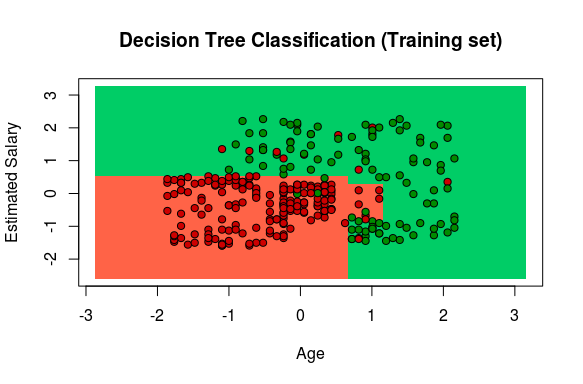 Decision Tree Classification (Training set)
Estimated Salary
3
2
1
0
-1
-2
-3 -2 -1 0 1 2 3
Age